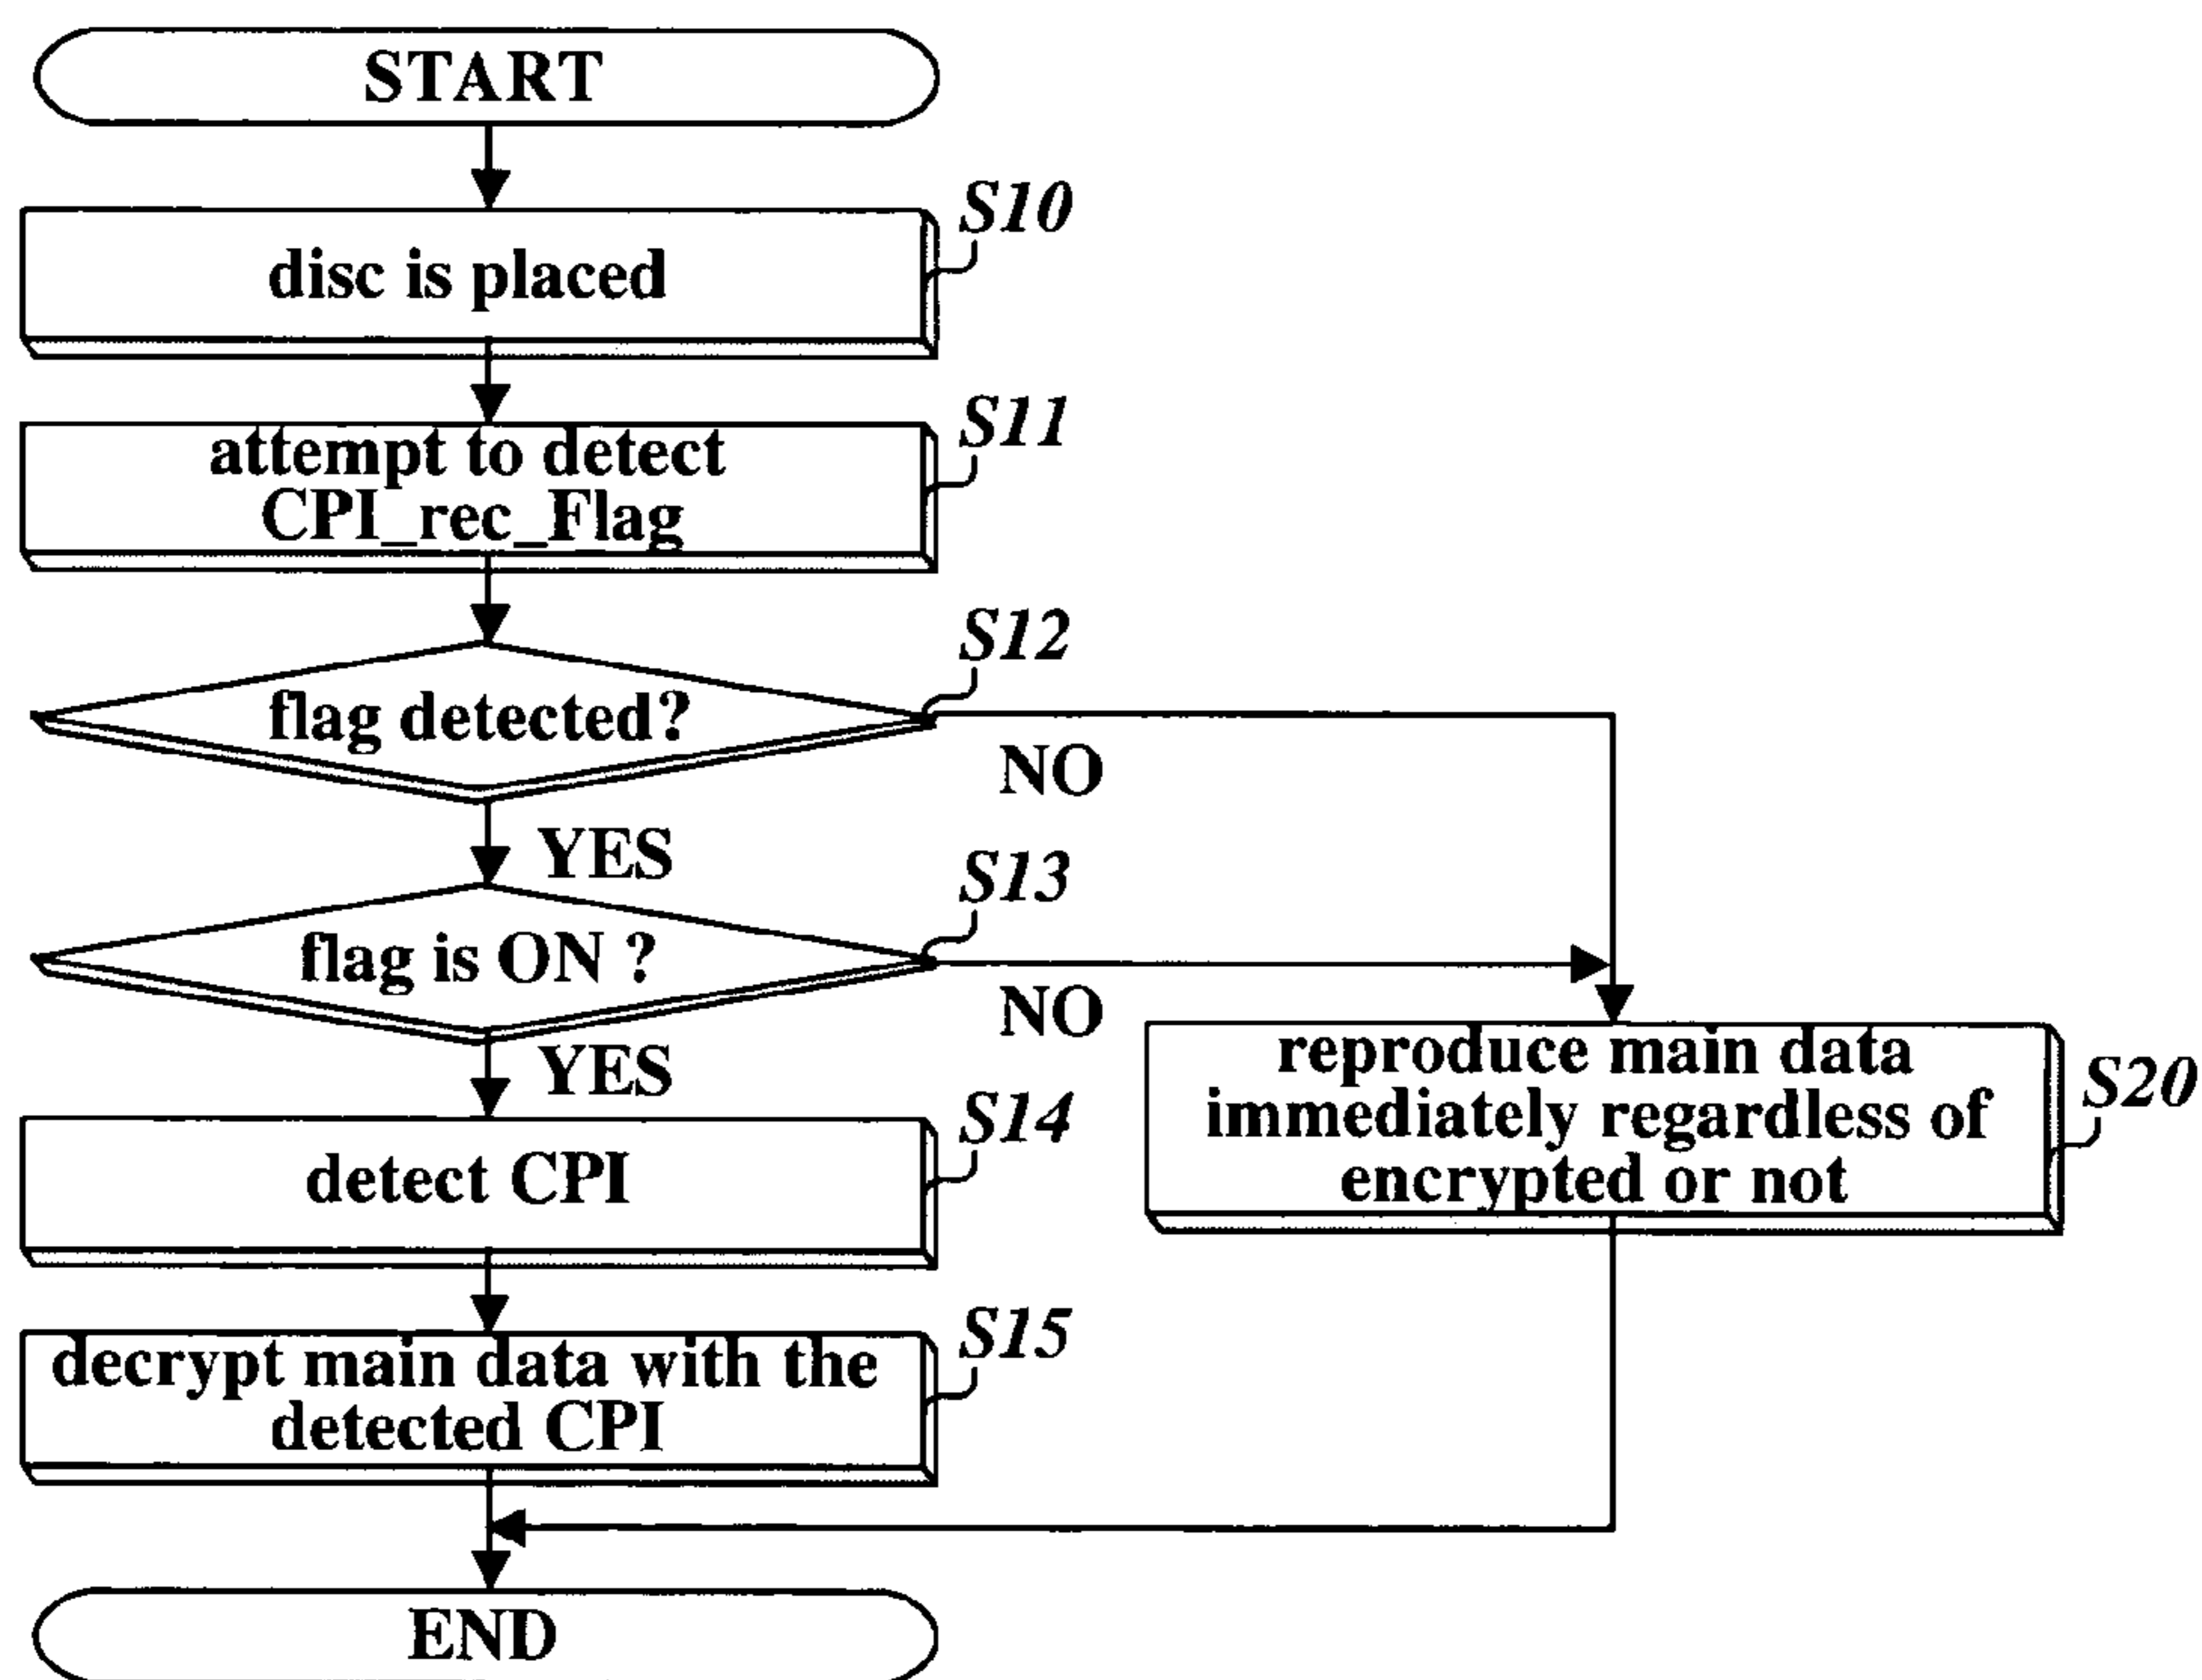 START
S10
disc is placed
S11
attempt to detect
CPI_rec_Flag
S12
flag detected?
NO
YES
S13
flag is ON ?
NO
YES
S14
detect CPI
S20
reproduce main data
immediately regardless of
encrypted or not
S15
decrypt main data with the
detected CPI
END